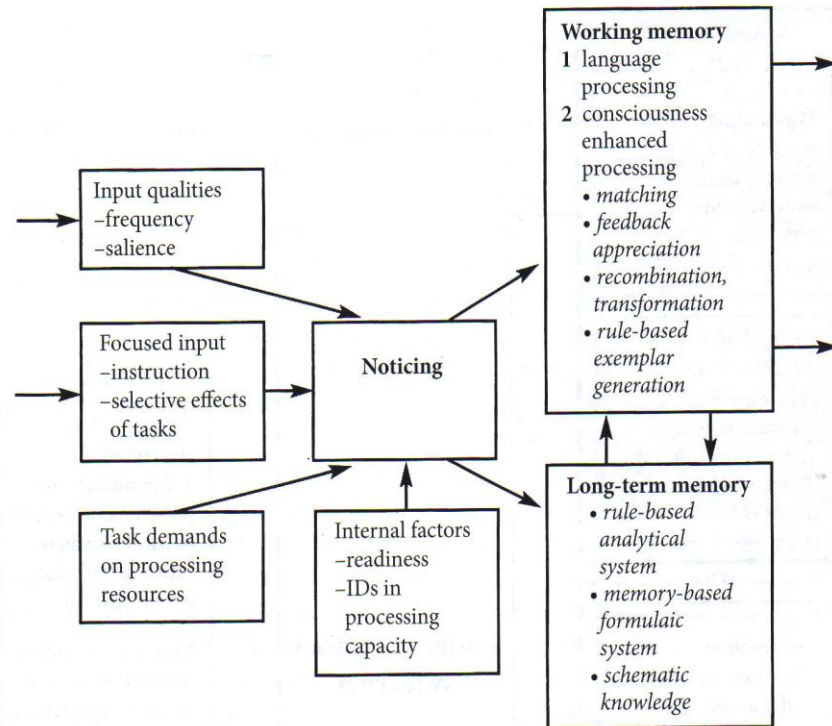 Working memory
1 language
processing
2 consciousness
enhanced
processing
• matching
• feedback
appreciation
• recombination,
transformation
• rule-based
exemplar
generation
Input qualities
–frequency
–salience
Focused input
–instruction
–selective effects
of tasks
Noticing
Task demands
on processing
resources
Internal factors
–readiness
–IDs in
processing
capacity
Long-term memory
• rule-based
analytical
system
• memory-based
formulaic
system
• schematic
knowledge